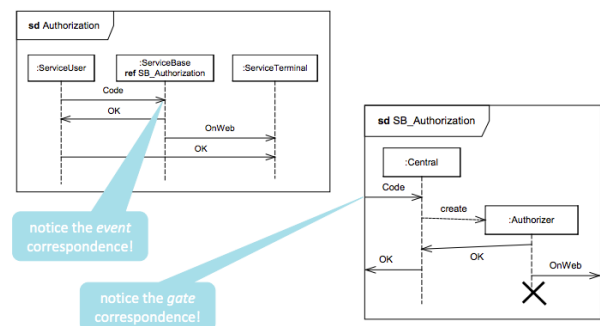 sd Authorization
:ServiceUser
:ServiceBase
ref SB_Authorization
:ServiceTerminal
Code
OK
OnWeb
OK
notice the event
correspondence!
sd SB_Authorization
:Central
Code
create
:Authorizer
OK
OK
OnWeb
notice the gate
correspondence!